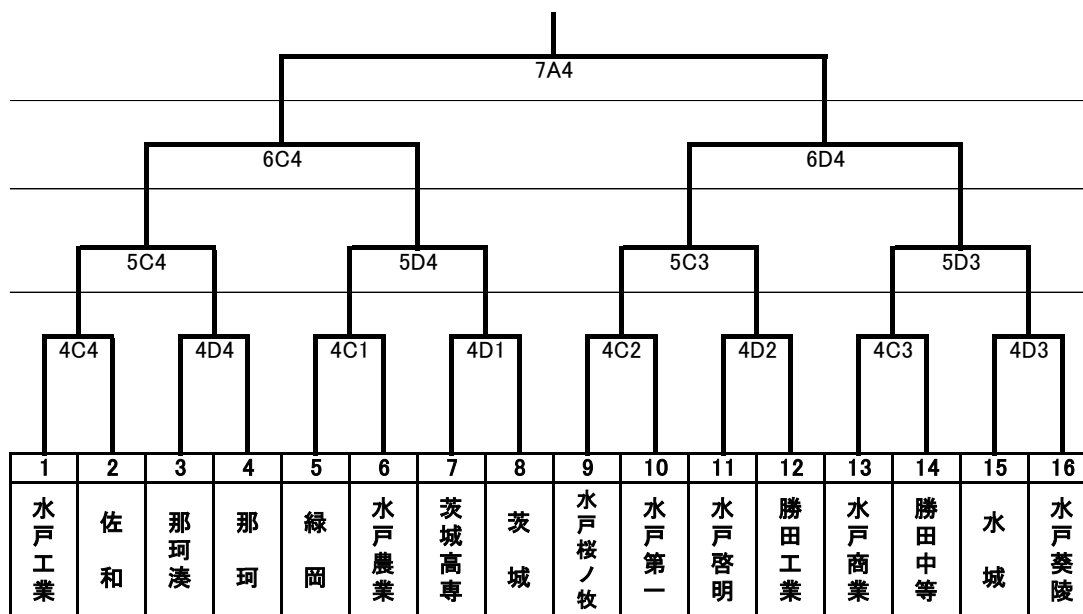 7A4
6C4 6D4
5C4 5D4 5C3 5D3
4C4 4D4 4C1 4D1 4C2 4D2 4C3 4D3
1 2 3 4 5 6 7 8 9 10 11 12 13 14 15 16
水戸工業
佐和
那珂湊
那珂
緑岡
水戸農業
茨城高専
茨城
水戸桜ノ牧
水戸第一
水戸啓明
勝田工業
水戸商業
勝田中等
水城
水戸葵陵